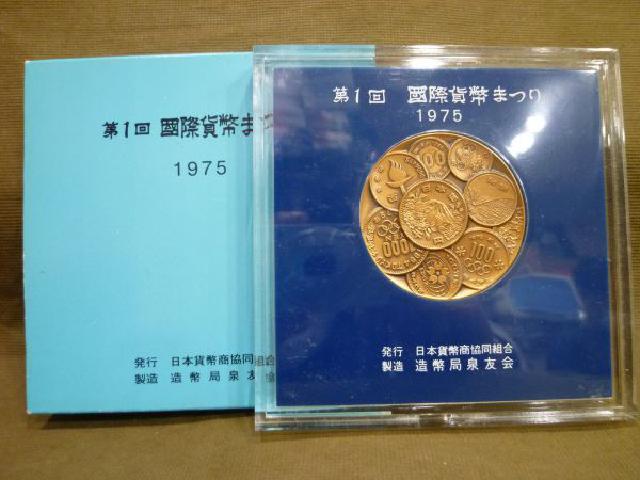 第1回 國際貨幣まつ
1975
発行 日本貨幣商協同組合
製造 造幣局泉友
第1回 國際貨幣まつり
1975
発行 日本貨幣商協同組合
製造 造幣局泉友会
100
1000
100